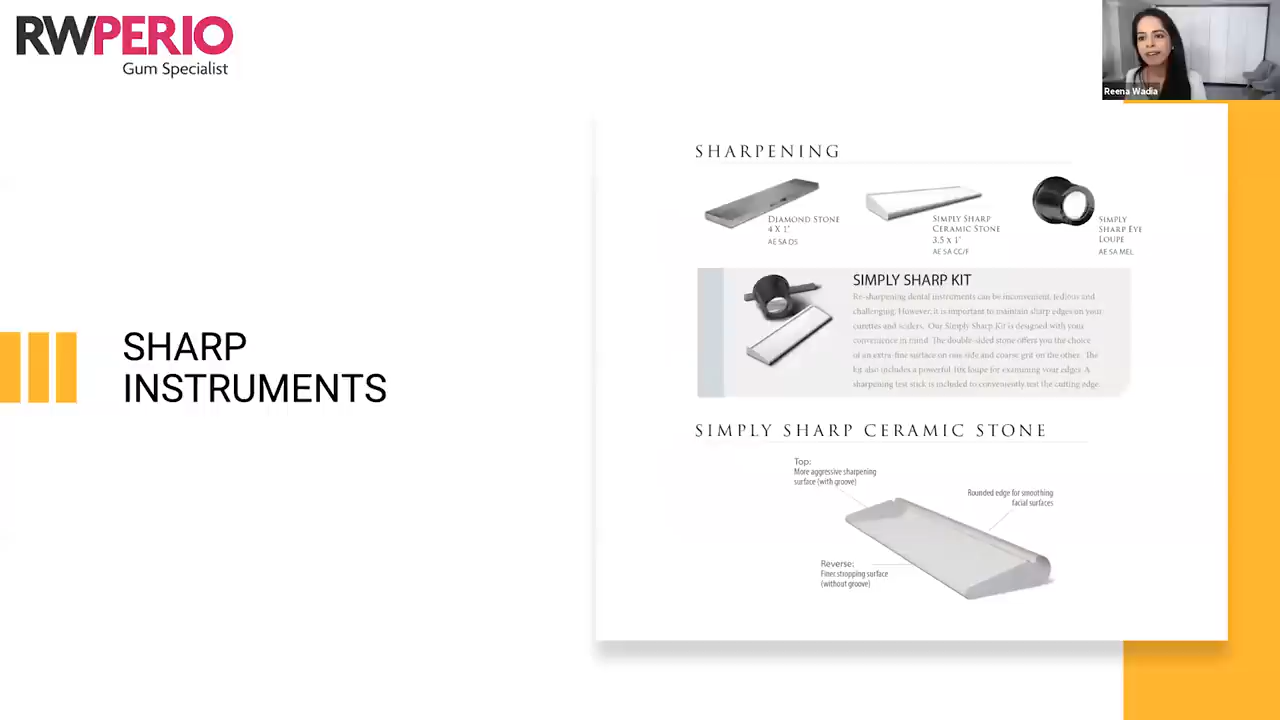 RWPERIO
Gum Specialist
Reena Wadia
SHARP
INSTRUMENTS
SHARPENING
DIAMOND STONE
4 X 1"
AE SA DS
SIMPLY SHARP
CERAMIC STONE
3.5 X 1"
AE SA CC/F
SIMPLY
SHARP EYE
LOUPE
AE SA MEL
SIMPLY SHARP KIT
Re-sharpening dental instruments can be inconvenient, tedious and
challenging. However, it is important to maintain sharp edges on your
curettes and scalers. Our Simply Sharp Kit is designed with your
convenience in mind. The double-sided stone offers you the choice
of an extra-fine surface on one side and coarse grit on the other. The
kit also includes a powerful 10x loupe for examining your edges. A
sharpening test stick is included to conveniently test the cutting edge.
SIMPLY SHARP CERAMIC STONE
Top:
More aggressive sharpening
surface (with groove)
Rounded edge for smoothing
facial surfaces
Reverse:
Finer stropping surface
(without groove)